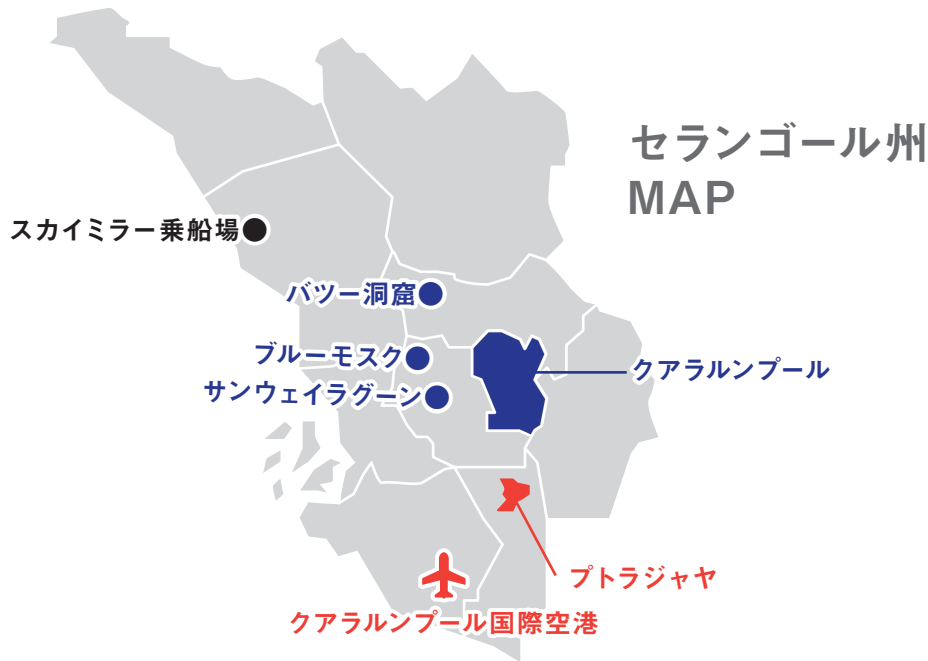 セランゴール州
MAP
スカイミラー乗船場
バツー洞窟
ブルーモスク
クアラルンプール
サンウェイラグーン
プトラジャヤ
クアラルンプール国際空港